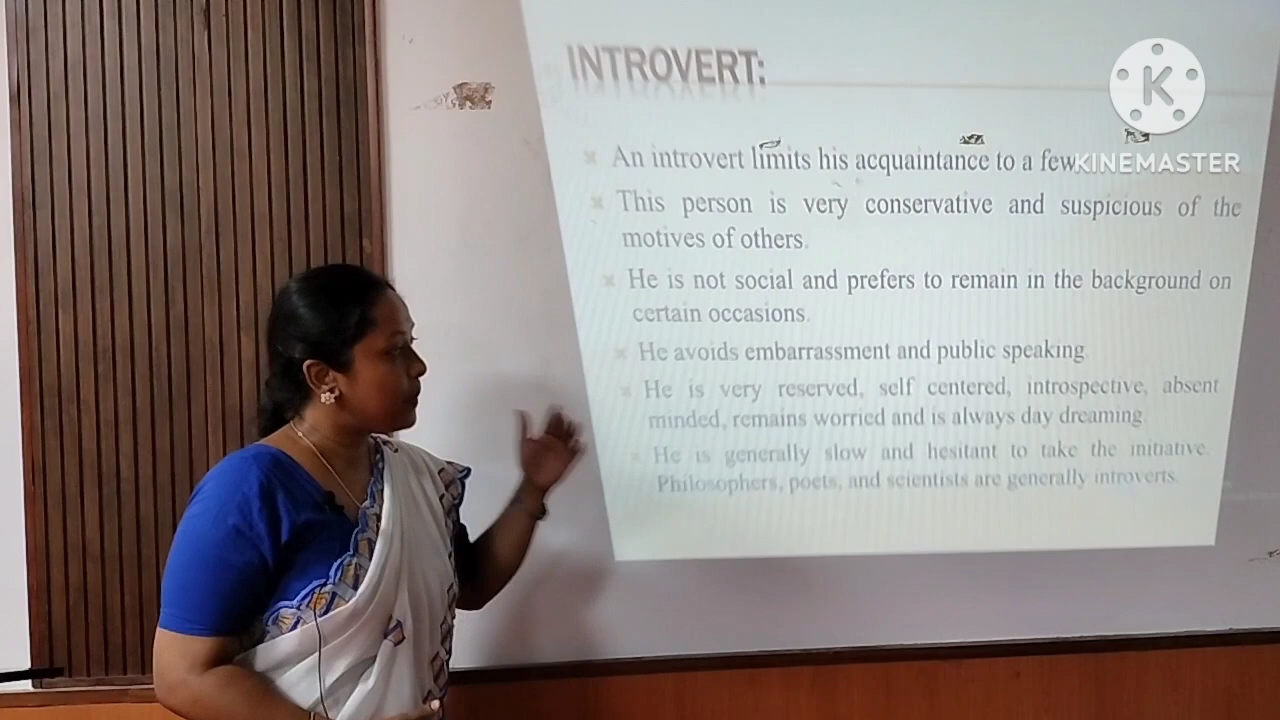 INTROVERT:
An introvert limits his acquaintance to a few
K
KINEMASTER
This person is very conservative and suspicious of the
motives of others.
He is not social and prefers to remain in the background on
certain occasions.
He avoids embarrassment and public speaking
He is very reserved, self centered, introspective, absent
minded, remains worried and is always day dreaming
He is generally slow and hesitant to take the initiative.
Philosophers, poets, and scientists are generally introverts.